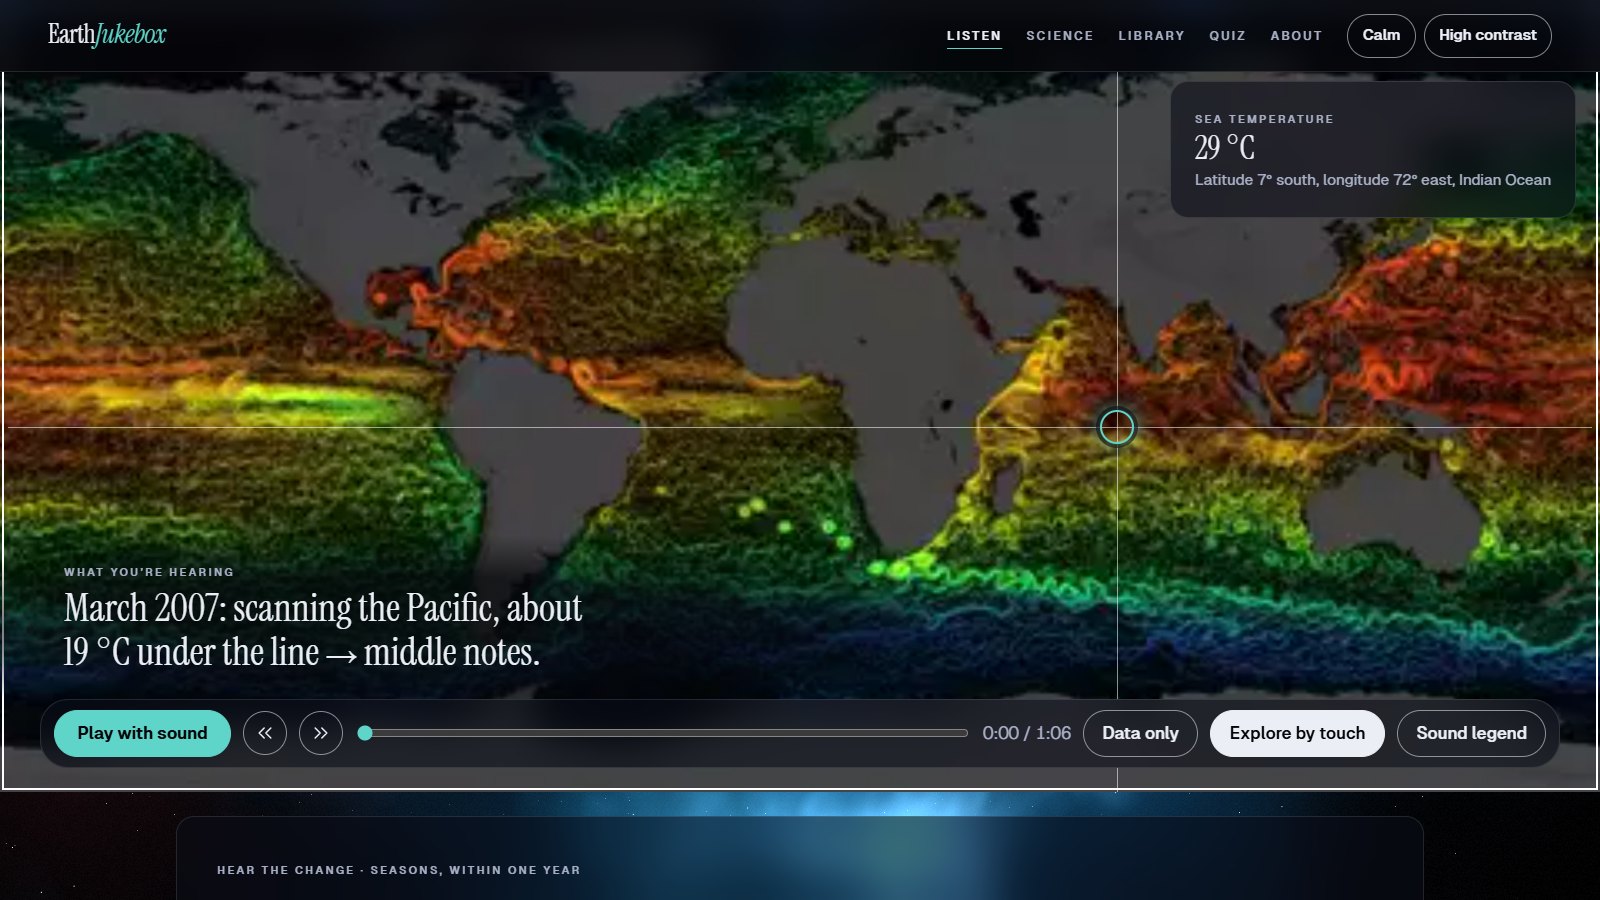 EarthJukebox
LISTEN SCIENCE LIBRARY QUIZ ABOUT Calm High contrast
SEA TEMPERATURE
29 °C
Latitude 7° south, longitude 72° east, Indian Ocean
WHAT YOU'RE HEARING
March 2007: scanning the Pacific, about
19 °C under the line → middle notes.
Play with sound 0:00 / 1:06 Data only Explore by touch Sound legend
HEAR THE CHANGE · SEASONS, WITHIN ONE YEAR